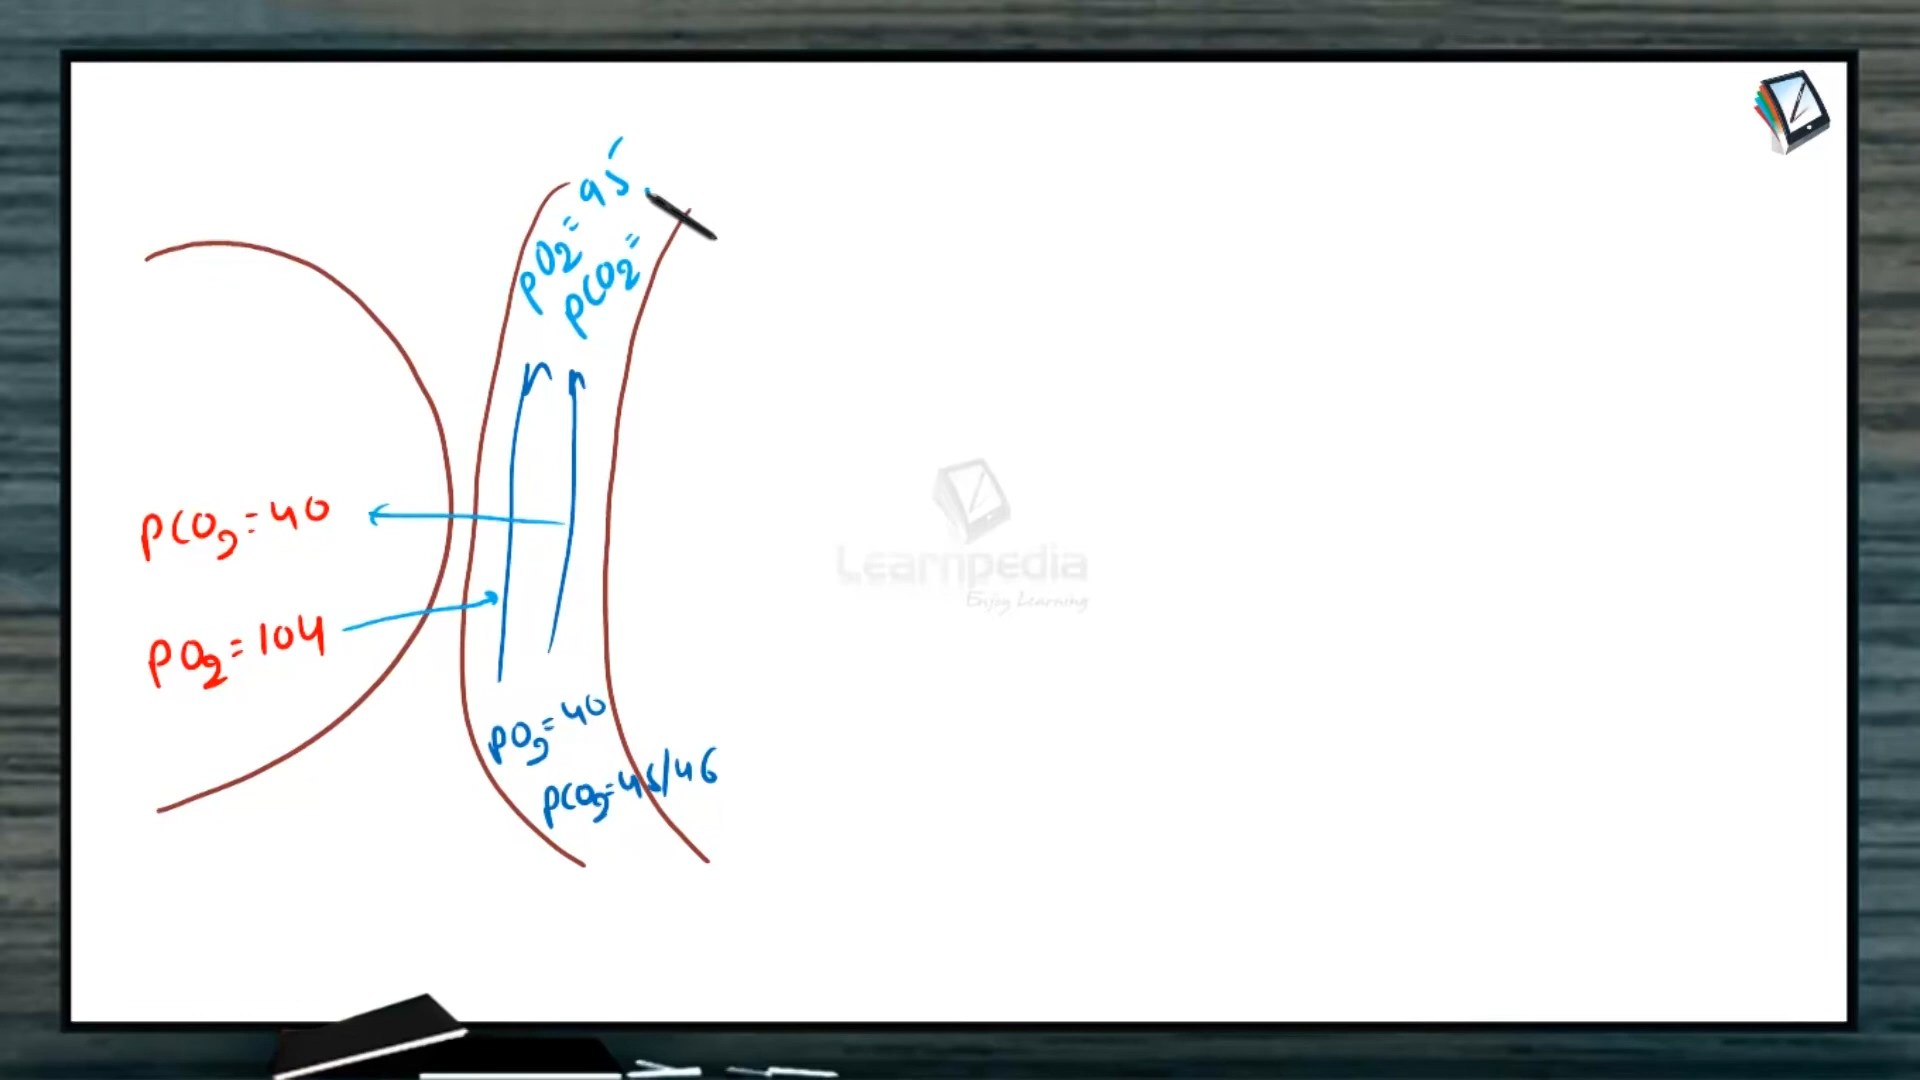 pO2 = 95
pCO2 =
pCO2 = 40
pO2 = 104
pO2 = 40
pCO2 = 45/46
Learnpedia
Enjoy Learning